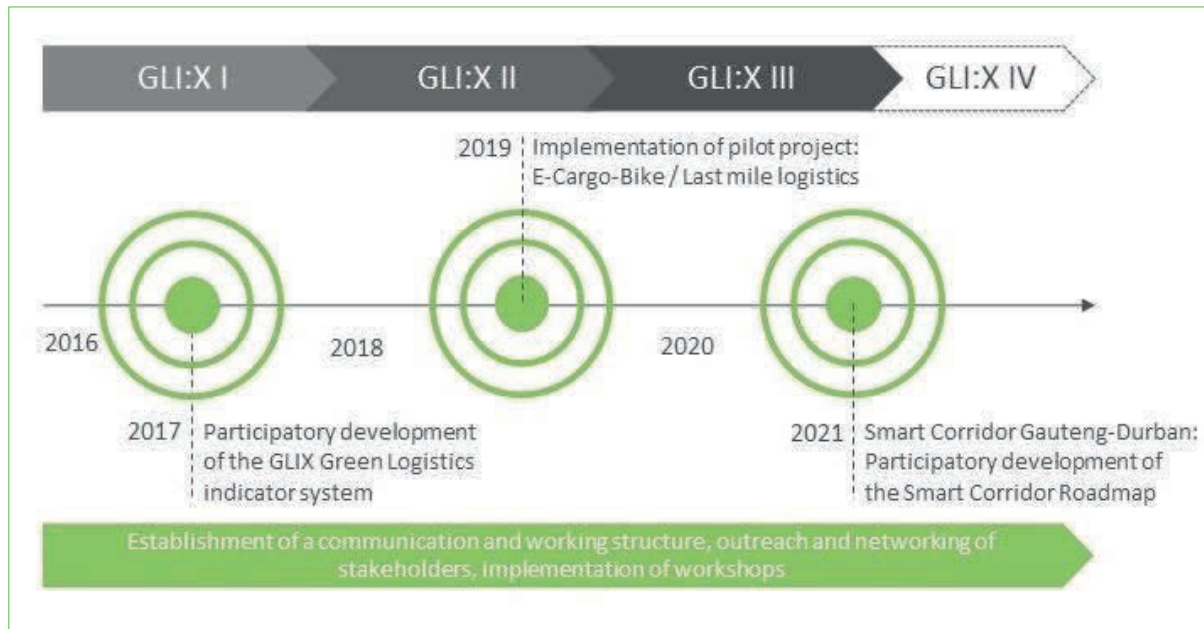 GLI:X I
GLI:X II
GLI:X III
GLI:X IV
2019
Implementation of pilot project:
E-Cargo-Bike / Last mile logistics
2016
2018
2020
2017
Participatory development
of the GLIX Green Logistics
indicator system
2021
Smart Corridor Gauteng-Durban:
Participatory development of
the Smart Corridor Roadmap
Establishment of a communication and working structure, outreach and networking of
stakeholders, implementation of workshops